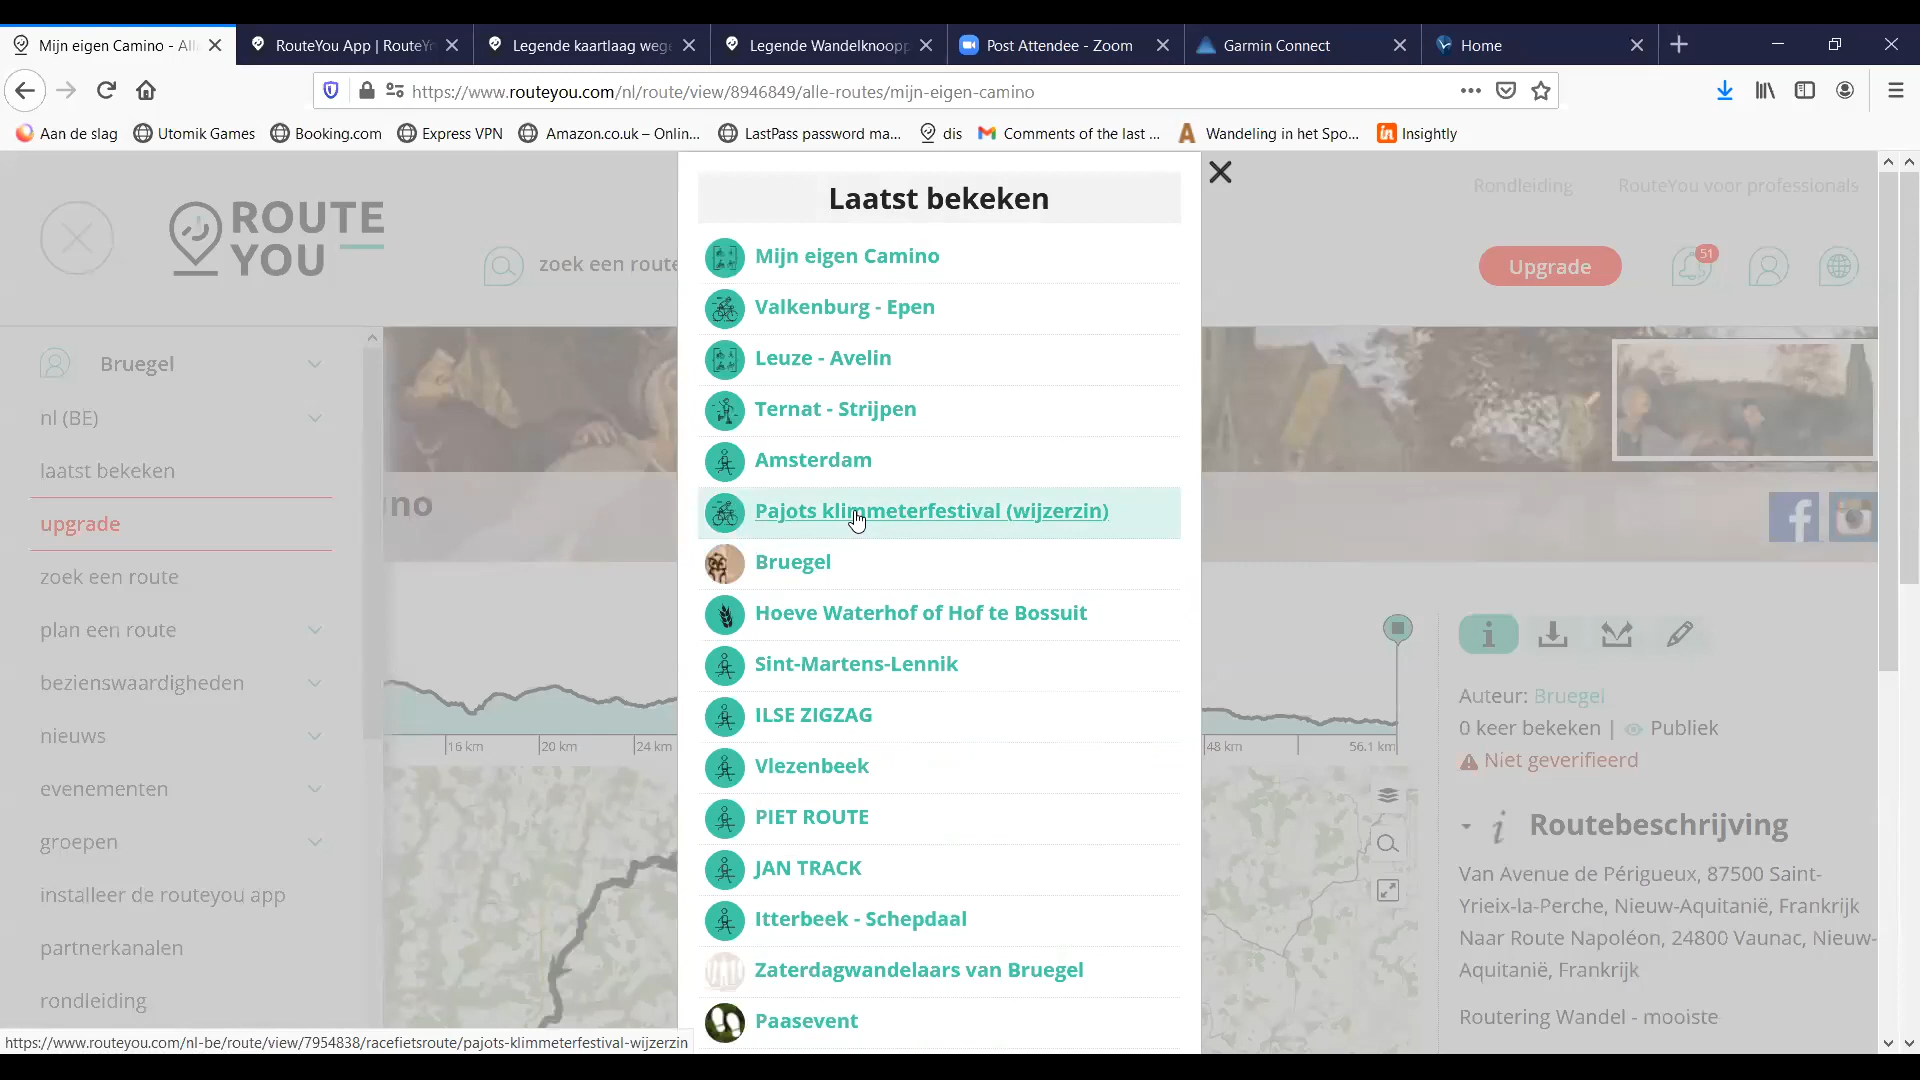 Mijn eigen Camino - All
RouteYou App | RouteY
Legende kaartlaag weg
Legende Wandelknoop
Post Attendee - Zoom
Garmin Connect
Home
https://www.routeyou.com/nl/route/view/8946849/alle-routes/mijn-eigen-camino
Aan de slag
Utomik Games
Booking.com
Express VPN
Amazon.co.uk – Onlin...
LastPass password ma...
dis
Comments of the last ...
Wandeling in het Spo...
Insightly
ROUTE
YOU
zoek een route
Rondleiding
RouteYou voor professionals
Upgrade
51
Bruegel
nl (BE)
laatst bekeken
upgrade
zoek een route
plan een route
bezienswaardigheden
nieuws
evenementen
groepen
installeer de routeyou app
partnerkanalen
rondleiding
Laatst bekeken
Mijn eigen Camino
Valkenburg - Epen
Leuze - Avelin
Ternat - Strijpen
Amsterdam
Pajots klimmeterfestival (wijzerzin)
Bruegel
Hoeve Waterhof of Hof te Bossuit
Sint-Martens-Lennik
ILSE ZIGZAG
Vlezenbeek
PIET ROUTE
JAN TRACK
Itterbeek - Schepdaal
Zaterdagwandelaars van Bruegel
Paasevent
no
16 km
20 km
24 km
48 km
56.1 km
Auteur: Bruegel
0 keer bekeken | Publiek
Niet geverifieerd
Routebeschrijving
Van Avenue de Périgueux, 87500 Saint-
Yrieix-la-Perche, Nieuw-Aquitanië, Frankrijk
Naar Route Napoléon, 24800 Vaunac, Nieuw-
Aquitanië, Frankrijk
Routering Wandel - mooiste
https://www.routeyou.com/nl-be/route/view/7954838/racefietsroute/pajots-klimmeterfestival-wijzerzin